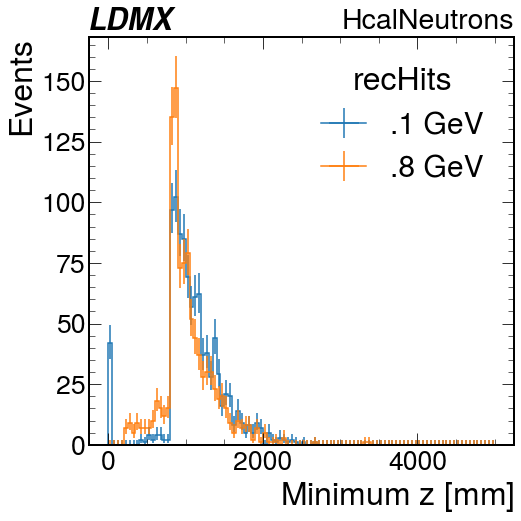 LDMX HcalNeutrons
recHits
.1 GeV
.8 GeV
Events
150
125
100
75
50
25
0
0 2000 4000
Minimum z [mm]